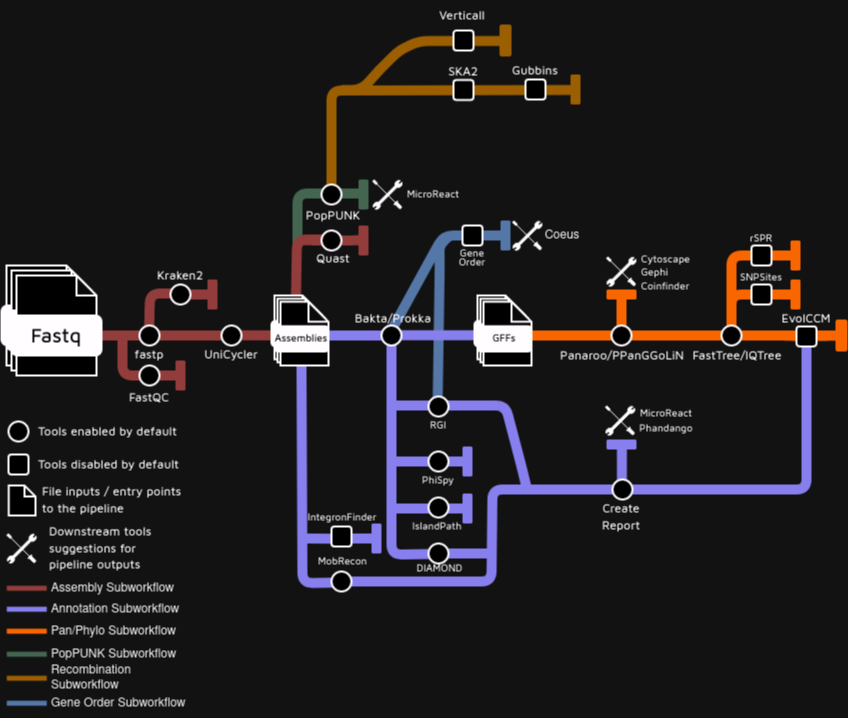 Verticall
SKA2
Gubbins
MicroReact
PopPUNK
Quast
Gene
Order
Coeus
Kraken2
Fastq
fastp
UniCycler
FastQC
Assemblies
Bakta/Prokka
GFFs
Cytoscape
Gephi
Coinfinder
Panaroo/PPanGGoLiN
rSPR
SNPSites
FastTree/IQTree
EvolCCM
RGI
PhiSpy
IslandPath
DIAMOND
IntegronFinder
MobRecon
MicroReact
Phandango
Create
Report
Tools enabled by default
Tools disabled by default
File inputs / entry points
to the pipeline
Downstream tools
suggestions for
pipeline outputs
Assembly Subworkflow
Annotation Subworkflow
Pan/Phylo Subworkflow
PopPUNK Subworkflow
Recombination
Subworkflow
Gene Order Subworkflow